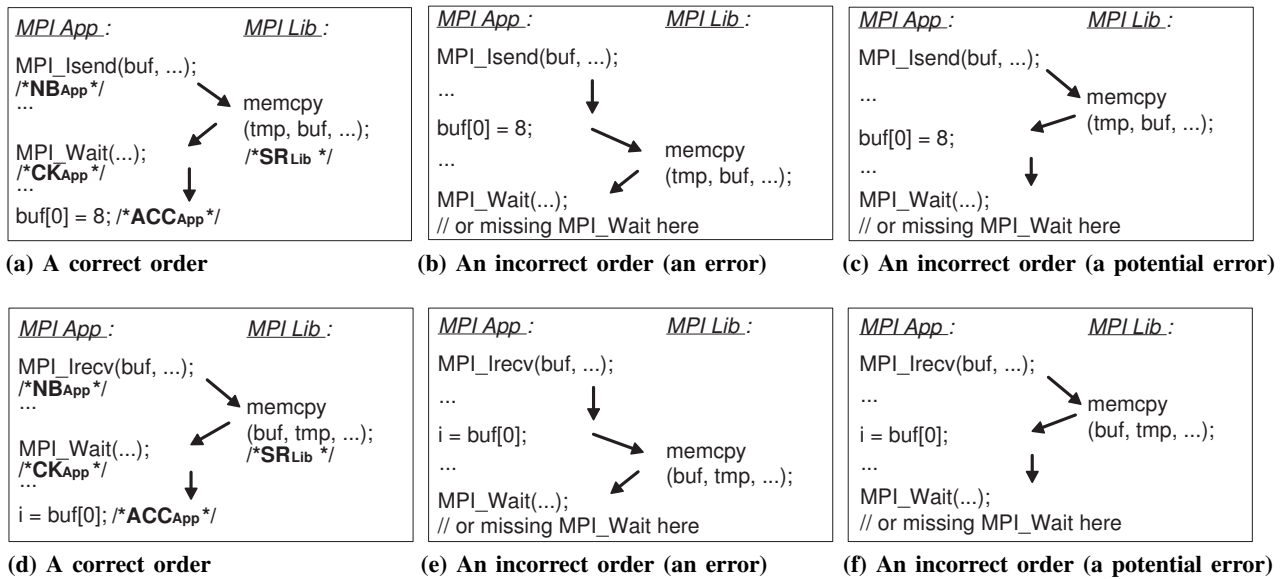 MPI App :
MPI Lib :
MPI_Isend(buf, ...);
/*NBApp */
...
memcpy
(tmp, buf, ...);
/*SRLib */
MPI_Wait(...);
/*CKApp */
...
buf[0] = 8; /*ACCApp */
(a) A correct order
MPI App :
MPI Lib :
MPI_Isend(buf, ...);
...
buf[0] = 8;
...
memcpy
(tmp, buf, ...);
MPI_Wait(...);
// or missing MPI_Wait here
(b) An incorrect order (an error)
MPI App :
MPI Lib :
MPI_Isend(buf, ...);
...
memcpy
(tmp, buf, ...);
buf[0] = 8;
...
MPI_Wait(...);
// or missing MPI_Wait here
(c) An incorrect order (a potential error)
MPI App :
MPI Lib :
MPI_Irecv(buf, ...);
/*NBApp */
...
memcpy
(buf, tmp, ...);
/*SRLib */
MPI_Wait(...);
/*CKApp */
...
i = buf[0]; /*ACCApp */
(d) A correct order
MPI App :
MPI Lib :
MPI_Irecv(buf, ...);
...
i = buf[0];
...
memcpy
(buf, tmp, ...);
MPI_Wait(...);
// or missing MPI_Wait here
(e) An incorrect order (an error)
MPI App :
MPI Lib :
MPI_Irecv(buf, ...);
...
memcpy
(buf, tmp, ...);
i = buf[0];
...
MPI_Wait(...);
// or missing MPI_Wait here
(f) An incorrect order (a potential error)